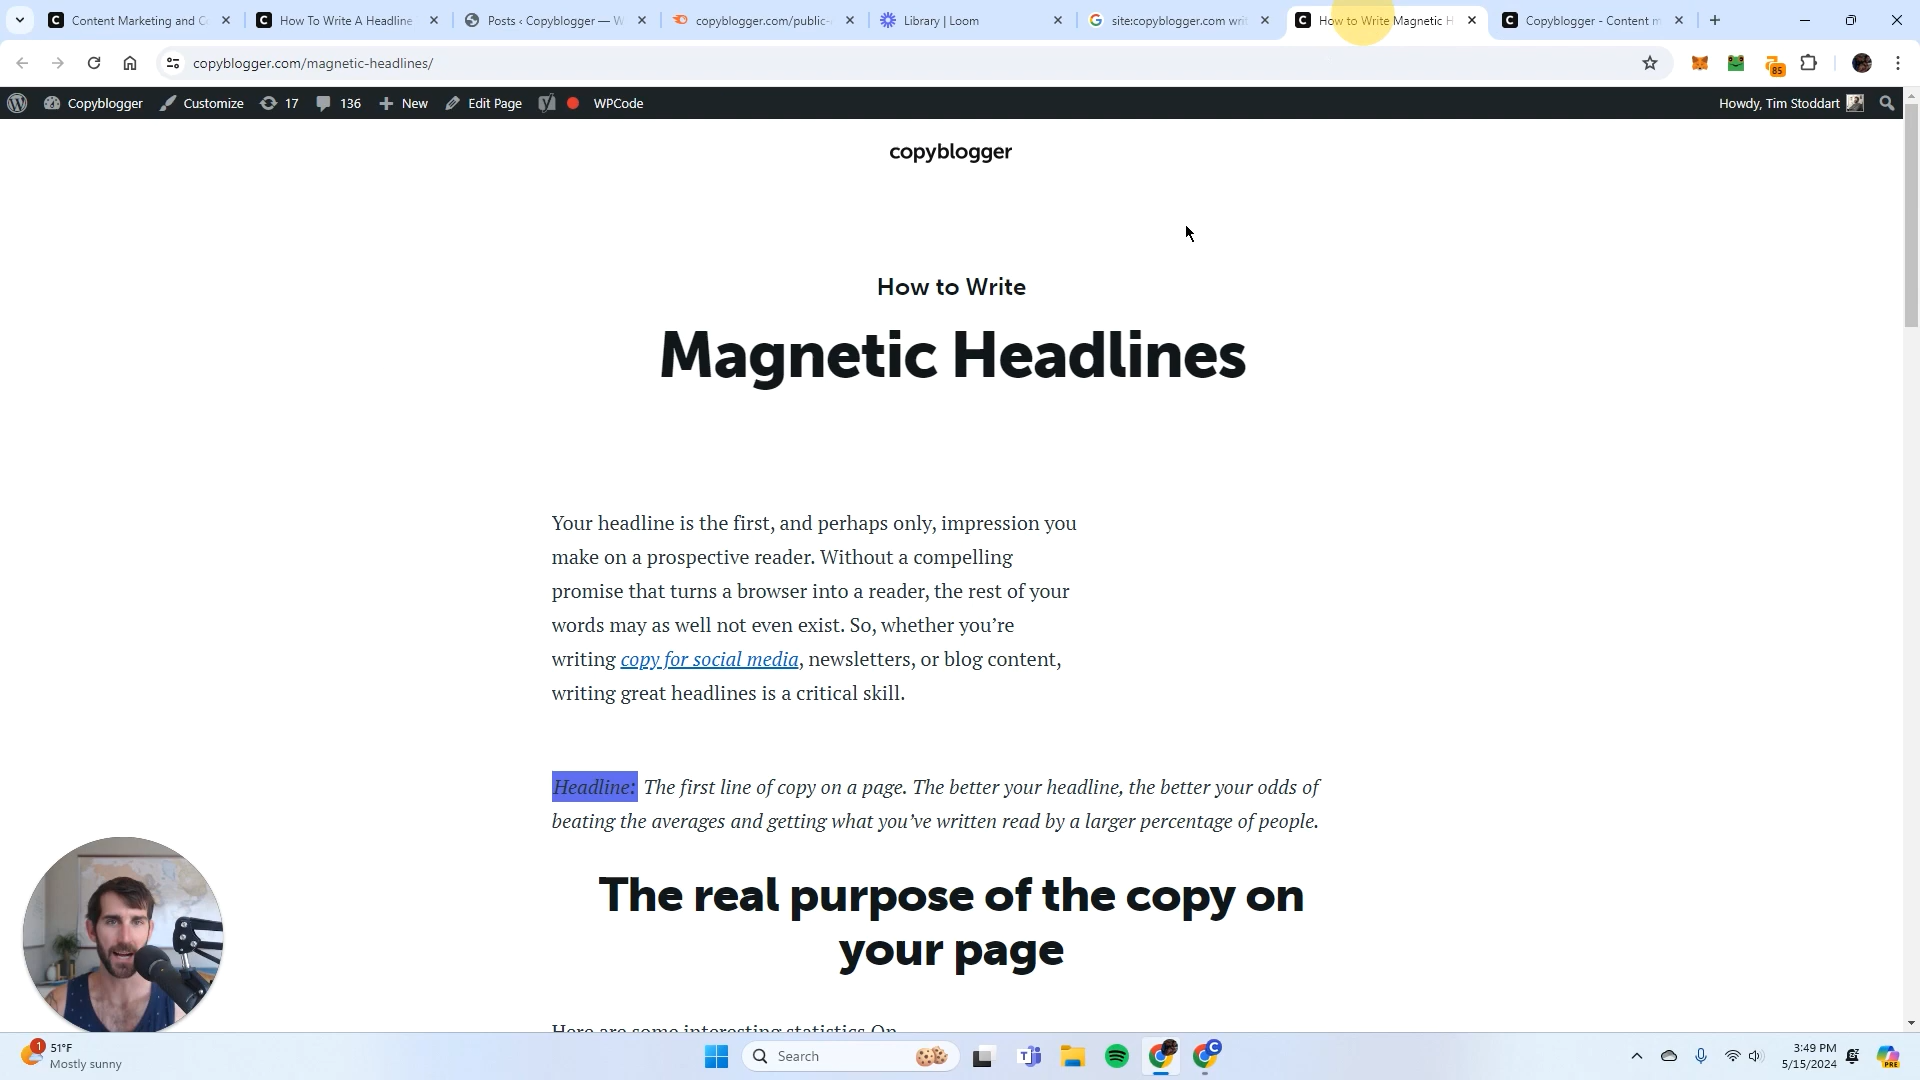 Content Marketing and C
How To Write A Headline
Posts ‹ Copyblogger — W
copyblogger.com/public-
Library | Loom
site:copyblogger.com wri
How to Write Magnetic H
Copyblogger - Content m
copyblogger.com/magnetic-headlines/
85
Copyblogger
Customize
17
136
New
Edit Page
WPCode
Howdy, Tim Stoddart
copyblogger
How to Write
Magnetic Headlines
Your headline is the first, and perhaps only, impression you
make on a prospective reader. Without a compelling
promise that turns a browser into a reader, the rest of your
words may as well not even exist. So, whether you’re
writing copy for social media, newsletters, or blog content,
writing great headlines is a critical skill.
Headline: The first line of copy on a page. The better your headline, the better your odds of
beating the averages and getting what you’ve written read by a larger percentage of people.
The real purpose of the copy on
your page
Here are some interesting statistics On
1
51°F
Mostly sunny
Search
3:49 PM
5/15/2024
PRE